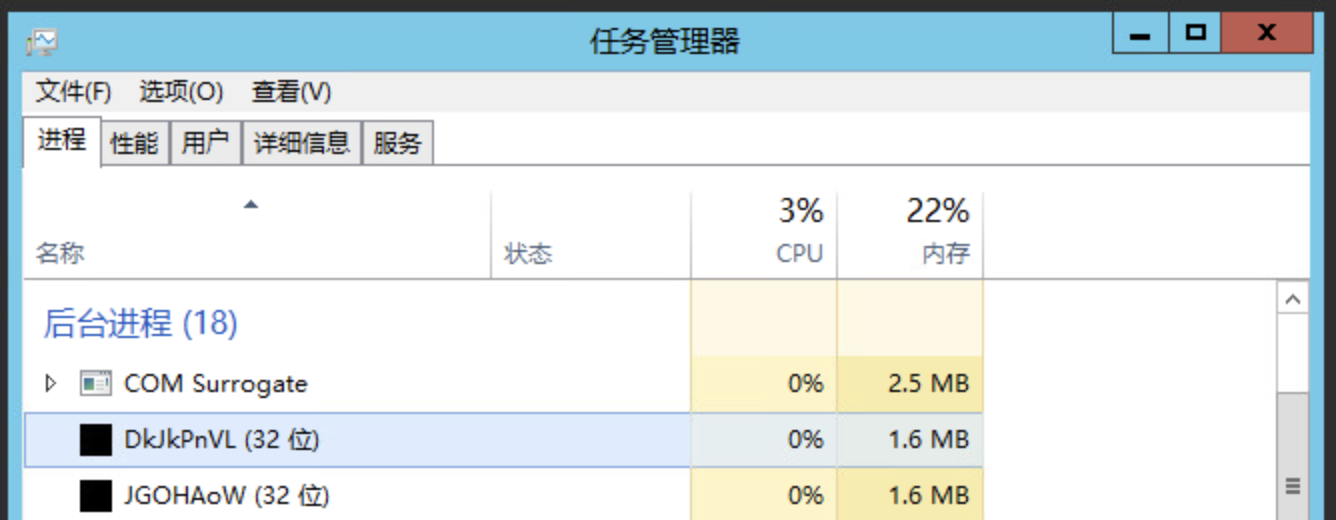 任务管理器
文件(F) 选项(O) 查看(V)
进程 性能 用户 详细信息 服务
3% 22%
名称 状态 CPU 内存
后台进程 (18)
COM Surrogate 0% 2.5 MB
DkJkPnVL (32 位) 0% 1.6 MB
JGOHAoW (32 位) 0% 1.6 MB